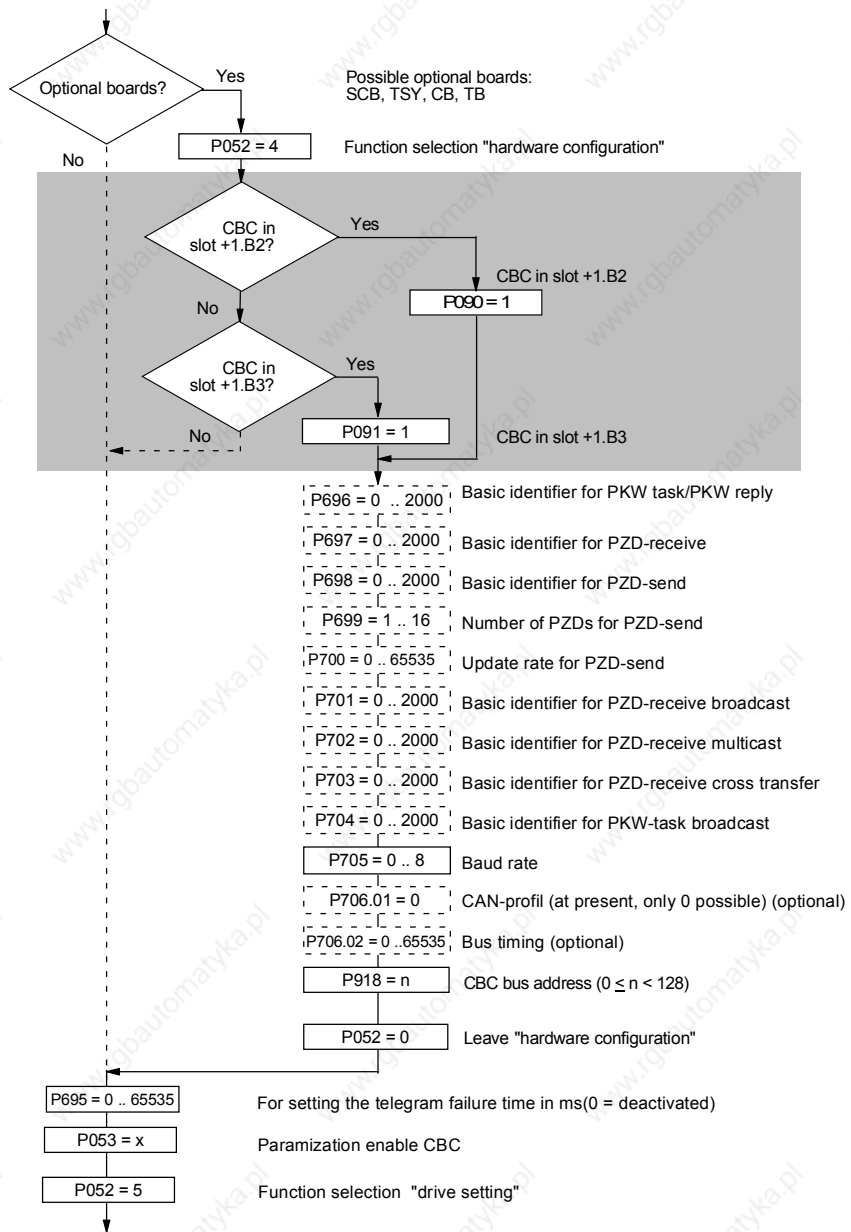 Optional boards?
Yes
Possible optional boards:
SCB, TSY, CB, TB
No
P052 = 4
Function selection "hardware configuration"
CBC in
slot +1.B2?
Yes
CBC in slot +1.B2
P090 = 1
No
CBC in
slot +1.B3?
Yes
P091 = 1
CBC in slot +1.B3
No
P696 = 0 .. 2000 Basic identifier for PKW task/PKW reply
P697 = 0 .. 2000 Basic identifier for PZD-receive
P698 = 0 .. 2000 Basic identifier for PZD-send
P699 = 1 .. 16 Number of PZDs for PZD-send
P700 = 0 .. 65535 Update rate for PZD-send
P701 = 0 .. 2000 Basic identifier for PZD-receive broadcast
P702 = 0 .. 2000 Basic identifier for PZD-receive multicast
P703 = 0 .. 2000 Basic identifier for PZD-receive cross transfer
P704 = 0 .. 2000 Basic identifier for PKW-task broadcast
P705 = 0 .. 8 Baud rate
P706.01 = 0 CAN-profil (at present, only 0 possible) (optional)
P706.02 = 0 ..65535 Bus timing (optional)
P918 = n CBC bus address (0 ≤ n < 128)
P052 = 0 Leave "hardware configuration"
P695 = 0 .. 65535 For setting the telegram failure time in ms(0 = deactivated)
P053 = x Paramization enable CBC
P052 = 5 Function selection "drive setting"
www.rgbautomatyka.pl